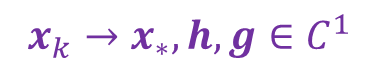 𝒙ₖ → 𝒙∗, 𝒉, 𝒈 ∈ 𝐶¹